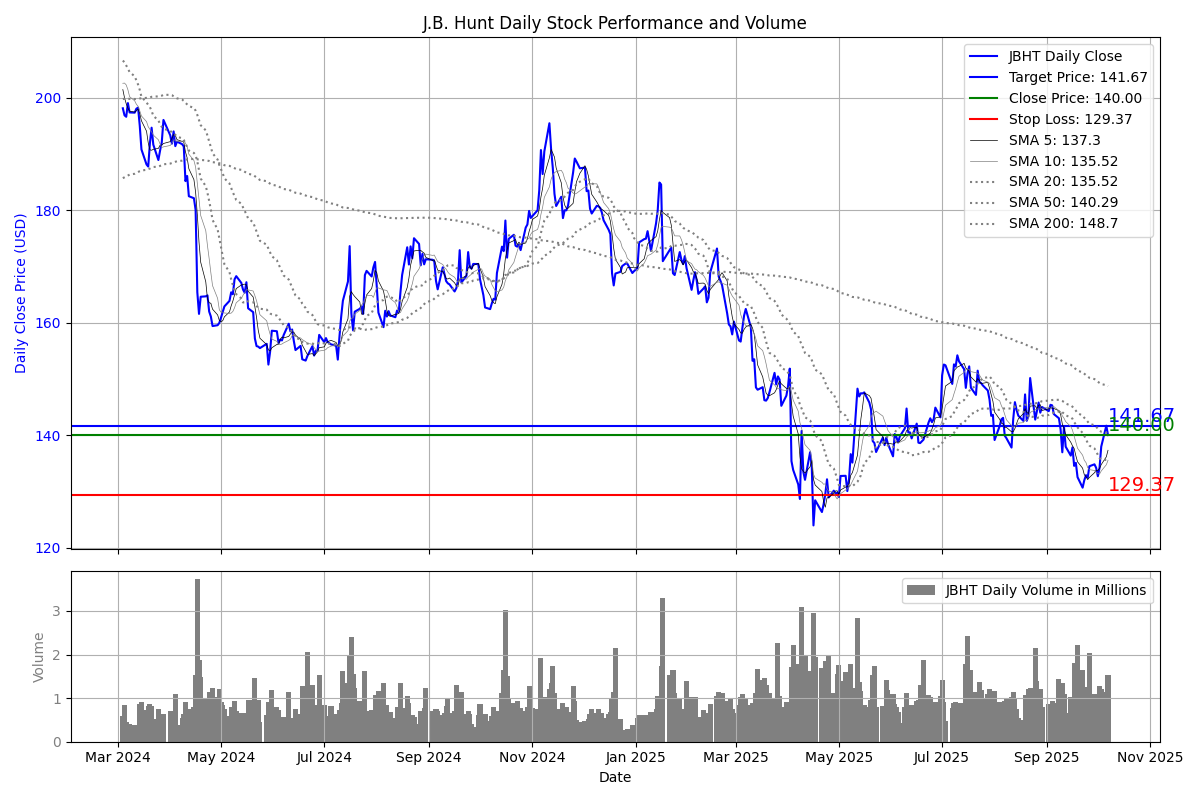 J.B. Hunt Daily Stock Performance and Volume
Daily Close Price (USD)
200
180
160
140
120
JBHT Daily Close
Target Price: 141.67
Close Price: 140.00
Stop Loss: 129.37
SMA 5: 137.3
SMA 10: 135.52
SMA 20: 135.52
SMA 50: 140.29
SMA 200: 148.7
141.67
140.00
129.37
Volume
3
2
1
0
JBHT Daily Volume in Millions
Mar 2024
May 2024
Jul 2024
Sep 2024
Nov 2024
Jan 2025
Mar 2025
May 2025
Jul 2025
Sep 2025
Nov 2025
Date